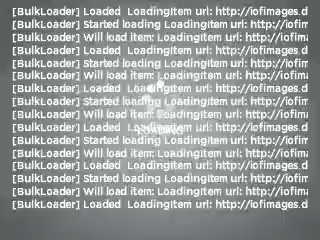 [BulkLoader] Loaded LoadingItem url: http://iofimages.d
[BulkLoader] Started loading LoadingItem url: http://iofir
[BulkLoader] Will load item: LoadingItem url: http://iofima
[BulkLoader] Loaded LoadingItem url: http://iofimages.d
[BulkLoader] Started loading LoadingItem url: http://iofir
[BulkLoader] Will load item: LoadingItem url: http://iofima
[BulkLoader] Loaded LoadingItem url: http://iofimages.d
[BulkLoader] Started loading LoadingItem url: http://iofir
[BulkLoader] Will load item: LoadingItem url: http://iofima
[BulkLoader] Loaded LoadingItem url: http://iofimages.d
[BulkLoader] Started loading LoadingItem url: http://iofir
[BulkLoader] Will load item: LoadingItem url: http://iofima
[BulkLoader] Loaded LoadingItem url: http://iofimages.d
[BulkLoader] Started loading LoadingItem url: http://iofir
[BulkLoader] Will load item: LoadingItem url: http://iofima
[BulkLoader] Loaded LoadingItem url: http://iofimages.d